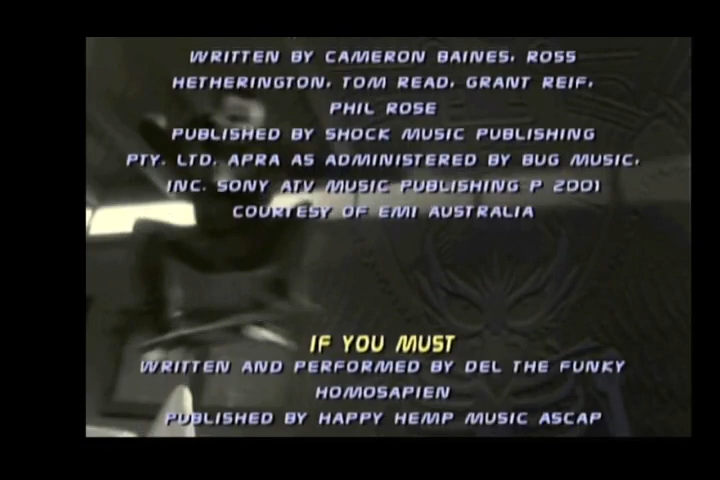 WRITTEN BY CAMERON BAINES, ROSS
HETHERINGTON, TOM READ, GRANT REIF,
PHIL ROSE
PUBLISHED BY SHOCK MUSIC PUBLISHING
PTY. LTD. APRA AS ADMINISTERED BY BUG MUSIC,
INC. SONY ATV MUSIC PUBLISHING P 2001
COURTESY OF EMI AUSTRALIA
IF YOU MUST
WRITTEN AND PERFORMED BY DEL THE FUNKY
HOMOSAPIEN
PUBLISHED BY HAPPY HEMP MUSIC ASCAP